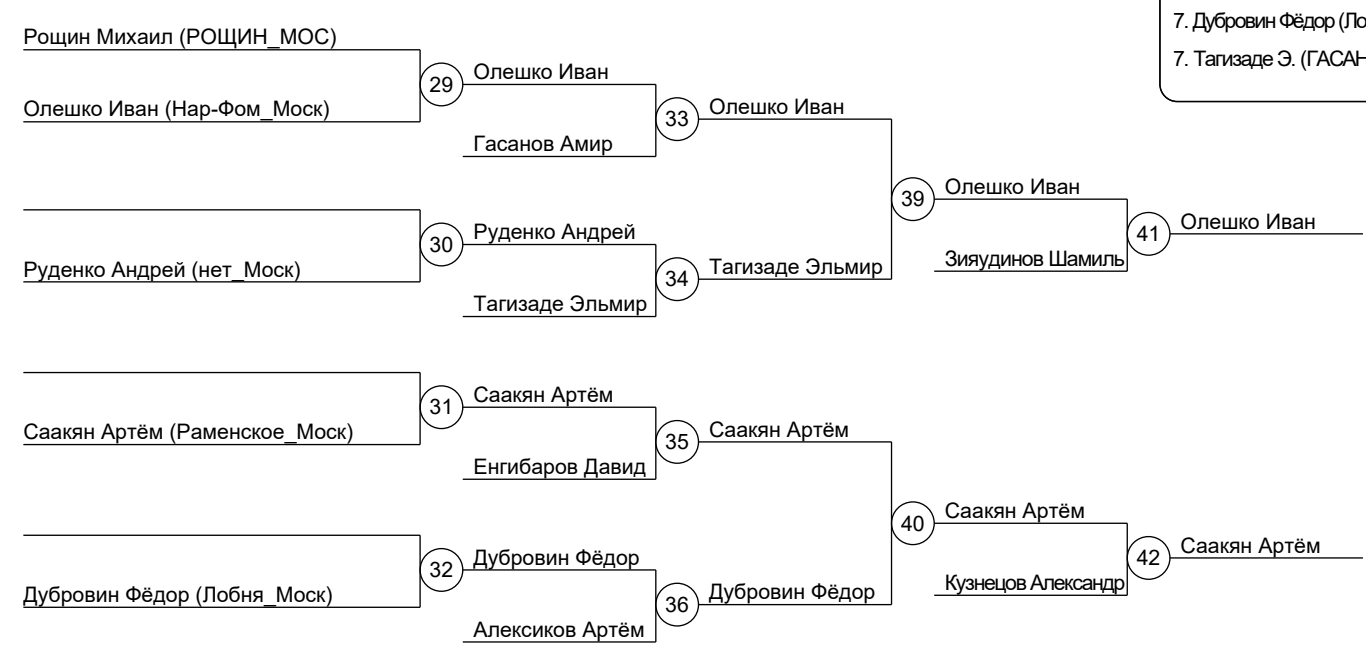 7. Дубровин Фёдор (Ло
7. Тагизаде Э. (ГАСАН
Рощин Михаил (РОЩИН_МОС)
29
Олешко Иван
Олешко Иван (Нар-Фом_Моск)
33
Олешко Иван
Гасанов Амир
39
Олешко Иван
Руденко Андрей
30
41
Олешко Иван
Руденко Андрей (нет_Моск)
34
Тагизаде Эльмир
Зияудинов Шамиль
Тагизаде Эльмир
31
Саакян Артём
Саакян Артём (Раменское_Моск)
35
Саакян Артём
Енгибаров Давид
40
Саакян Артём
32
Дубровин Фёдор
42
Саакян Артём
Дубровин Фёдор (Лобня_Моск)
36
Дубровин Фёдор
Кузнецов Александр
Алексиков Артём